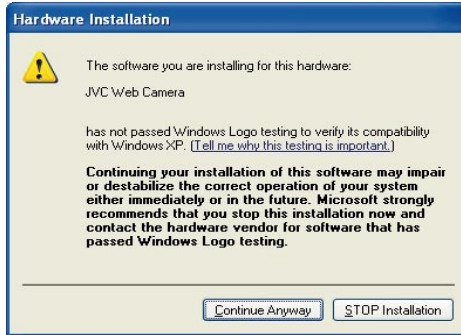 Hardware Installation
The software you are installing for this hardware:
JVC Web Camera
has not passed Windows Logo testing to verify its compatibility
with Windows XP. (Tell me why this testing is important.)
Continuing your installation of this software may impair
or destabilize the correct operation of your system
either immediately or in the future. Microsoft strongly
recommends that you stop this installation now and
contact the hardware vendor for software that has
passed Windows Logo testing.
Continue Anyway STOP Installation